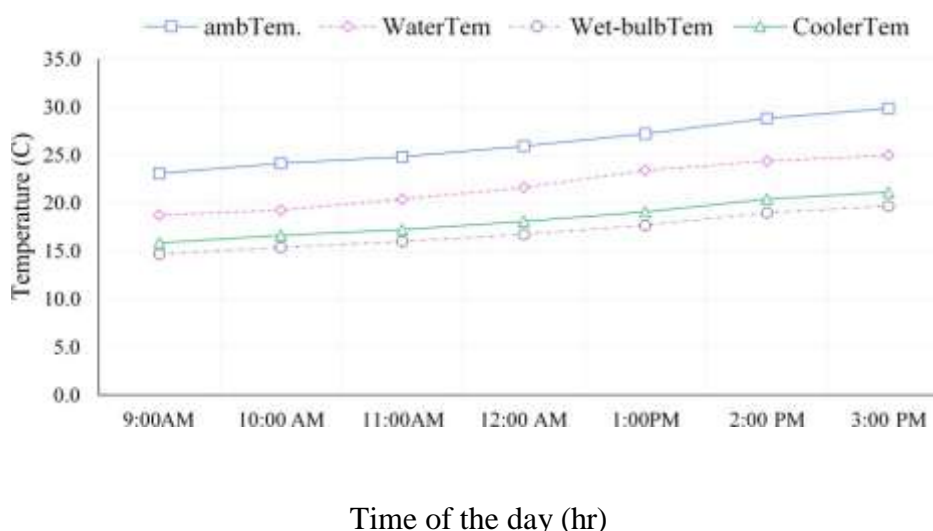 ambTem. WaterTem Wet-bulbTem CoolerTem
35.0
30.0
25.0
20.0
15.0
10.0
5.0
0.0
Temperature (C)
9:00AM 10:00 AM 11:00AM 12:00 AM 1:00PM 2:00 PM 3:00 PM
Time of the day (hr)